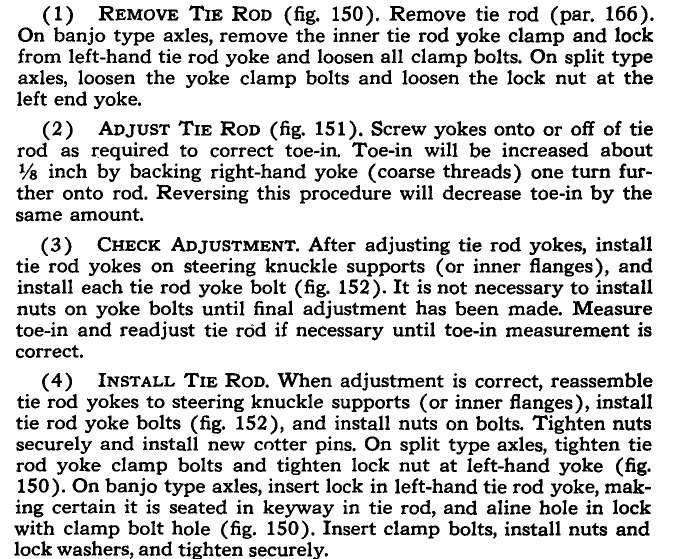 (1) REMOVE TIE ROD (fig. 150). Remove tie rod (par. 166).
On banjo type axles, remove the inner tie rod yoke clamp and lock
from left-hand tie rod yoke and loosen all clamp bolts. On split type
axles, loosen the yoke clamp bolts and loosen the lock nut at the
left end yoke.
(2) ADJUST TIE ROD (fig. 151). Screw yokes onto or off of tie
rod as required to correct toe-in. Toe-in will be increased about
⅛ inch by backing right-hand yoke (coarse threads) one turn fur-
ther onto rod. Reversing this procedure will decrease toe-in by the
same amount.
(3) CHECK ADJUSTMENT. After adjusting tie rod yokes, install
tie rod yokes on steering knuckle supports (or inner flanges), and
install each tie rod yoke bolt (fig. 152). It is not necessary to install
nuts on yoke bolts until final adjustment has been made. Measure
toe-in and readjust tie rod if necessary until toe-in measurement is
correct.
(4) INSTALL TIE ROD. When adjustment is correct, reassemble
tie rod yokes to steering knuckle supports (or inner flanges), install
tie rod yoke bolts (fig. 152), and install nuts on bolts. Tighten nuts
securely and install new cotter pins. On split type axles, tighten tie
rod yoke clamp bolts and tighten lock nut at left-hand yoke (fig.
150). On banjo type axles, insert lock in left-hand tie rod yoke, mak-
ing certain it is seated in keyway in tie rod, and aline hole in lock
with clamp bolt hole (fig. 150). Insert clamp bolts, install nuts and
lock washers, and tighten securely.